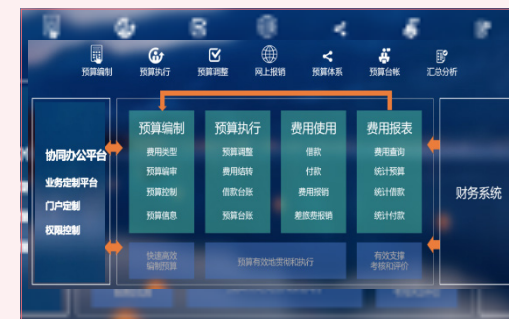 预算编制
预算执行
预算调整
网上报销
预算体系
预算台帐
汇总分析
协同办公平台
业务定制平台
门户定制
权限控制
预算编制
费用类型
预算编审
预算控制
预算信息
预算执行
预算调整
费用结转
借款台账
预算台账
费用使用
借款
付款
费用报销
差旅费报销
费用报表
费用查询
统计预算
统计借款
统计付款
快速高效
编制预算
预算有效地贯彻和执行
有效支撑
考核和评价
财务系统